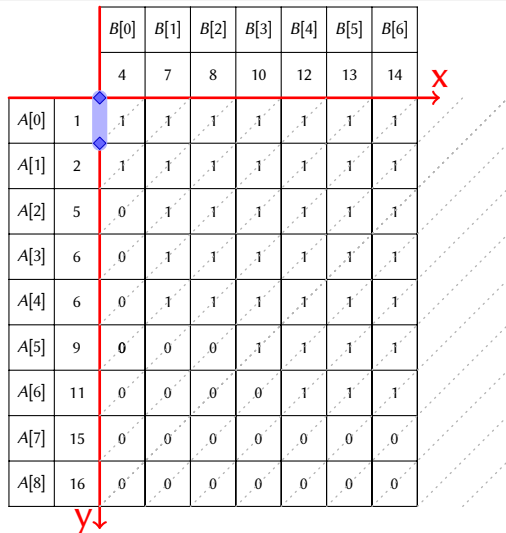 B[0] B[1] B[2] B[3] B[4] B[5] B[6]
4 7 8 10 12 13 14
x
A[0] 1 1 1 1 1 1 1 1
A[1] 2 1 1 1 1 1 1 1
A[2] 5 0 1 1 1 1 1 1
A[3] 6 0 1 1 1 1 1 1
A[4] 6 0 1 1 1 1 1 1
A[5] 9 0 0 0 1 1 1 1
A[6] 11 0 0 0 0 1 1 1
A[7] 15 0 0 0 0 0 0 0
A[8] 16 0 0 0 0 0 0 0
y